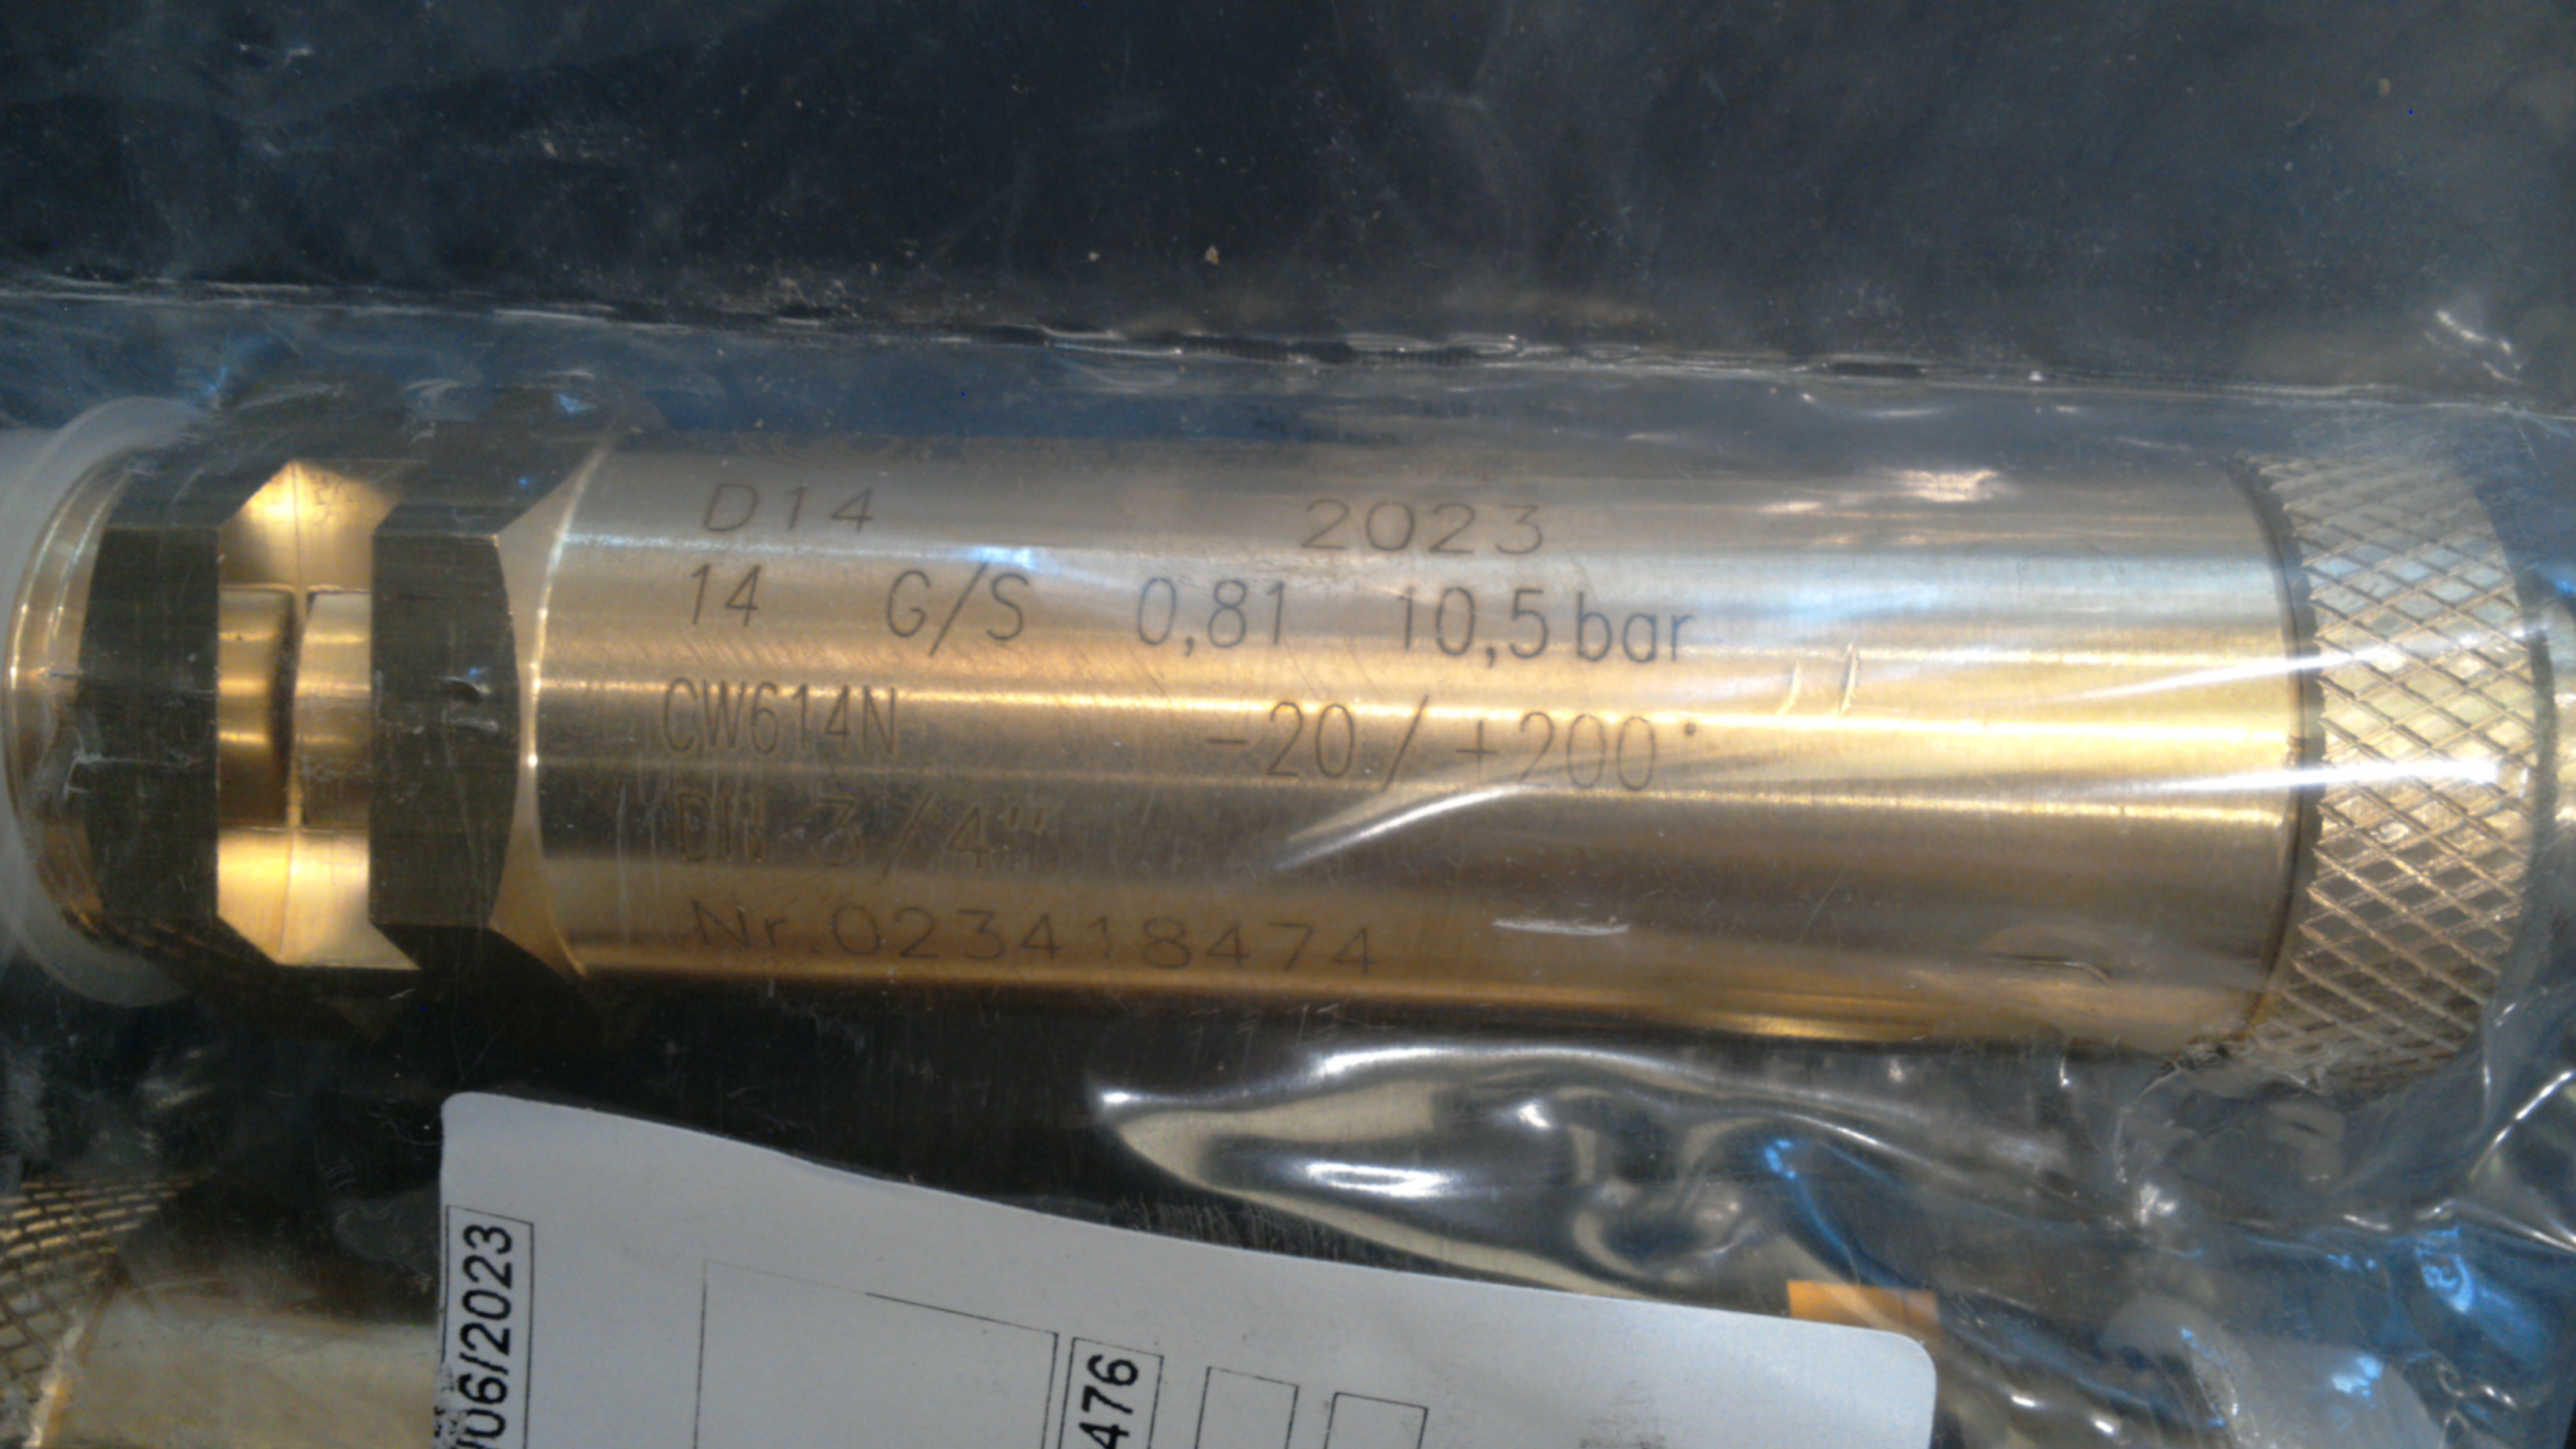 D14 2023
14 G/S 0,81 10,5 bar
CW614N -20/+200°
DN 3/4"
Nr.023418474
/06/2023
476